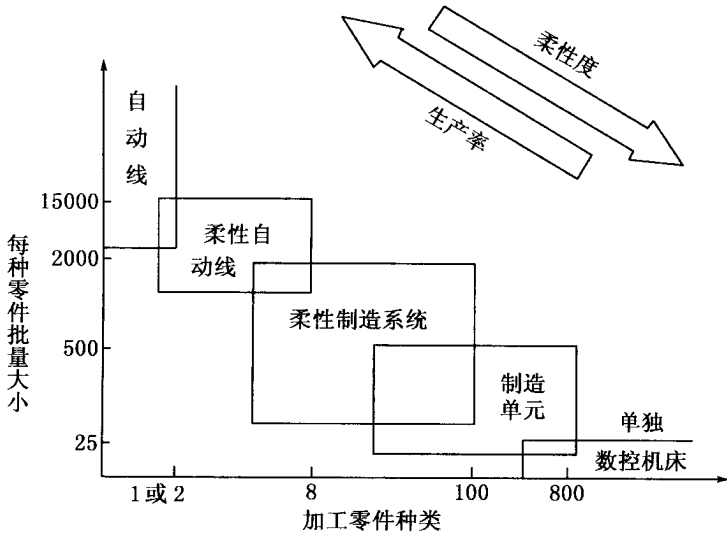 柔性度
生产率
自
动
线
15000
柔性自
动线
2000
每种零件批量大小
柔性制造系统
500
制造
单元
单独
25
数控机床
1或2
8
100
800
加工零件种类